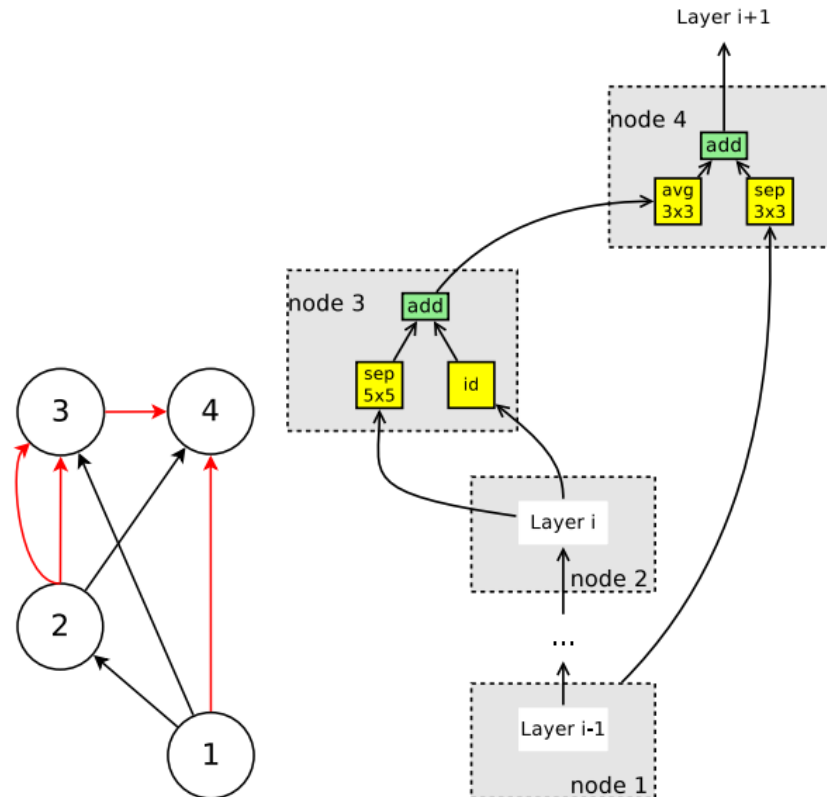 3
4
2
1
Layer i+1
node 4
add
avg
3x3
sep
3x3
node 3
add
sep
5x5
id
Layer i
node 2
...
Layer i-1
node 1